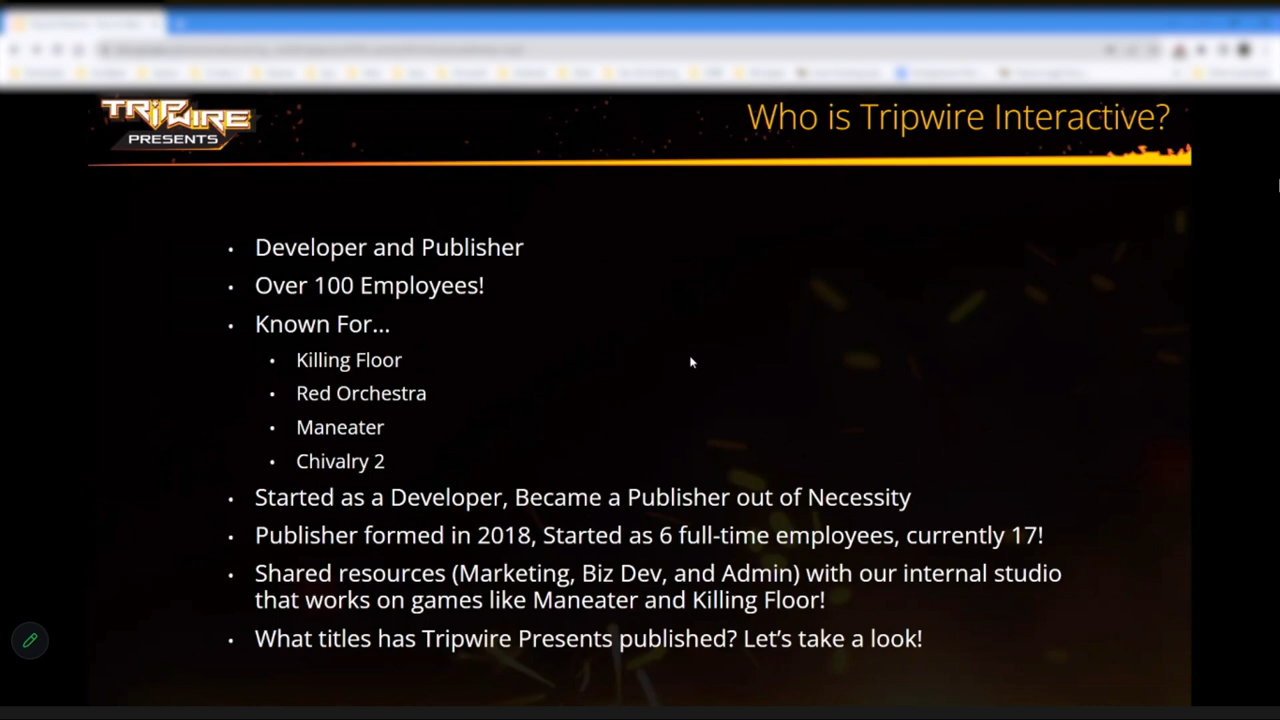 TRIPWIRE
PRESENTS
Who is Tripwire Interactive?
• Developer and Publisher
• Over 100 Employees!
• Known For...
• Killing Floor
• Red Orchestra
• Maneater
• Chivalry 2
• Started as a Developer, Became a Publisher out of Necessity
• Publisher formed in 2018, Started as 6 full-time employees, currently 17!
• Shared resources (Marketing, Biz Dev, and Admin) with our internal studio
that works on games like Maneater and Killing Floor!
• What titles has Tripwire Presents published? Let’s take a look!